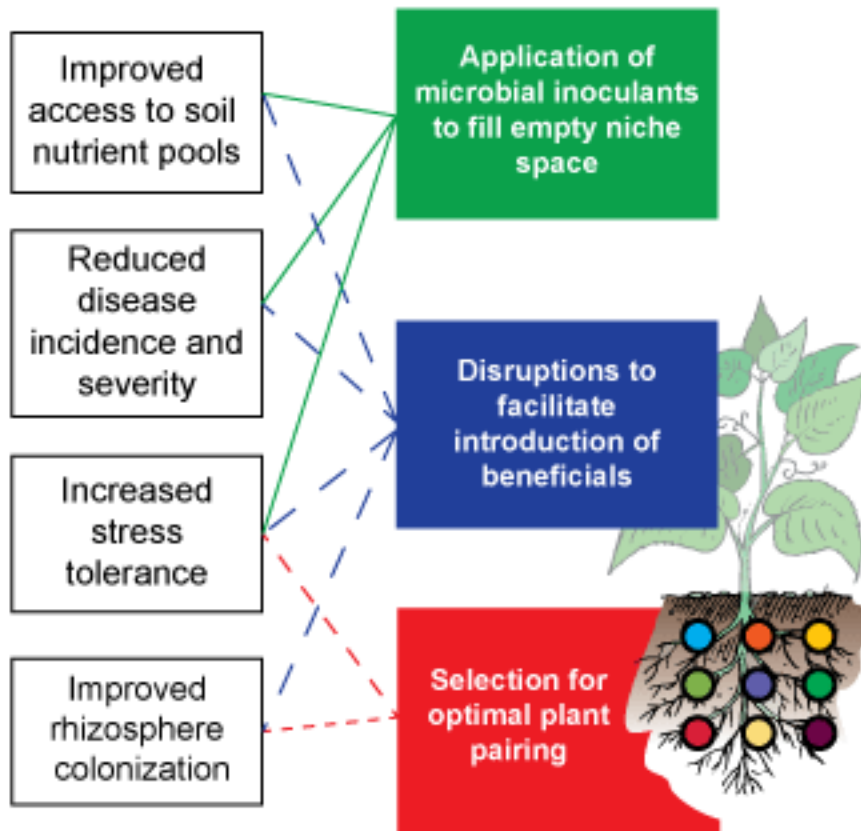 Improved
access to soil
nutrient pools
Reduced
disease
incidence and
severity
Increased
stress
tolerance
Improved
rhizosphere
colonization
Application of
microbial inoculants
to fill empty niche
space
Disruptions to
facilitate
introduction of
beneficials
Selection for
optimal plant
pairing